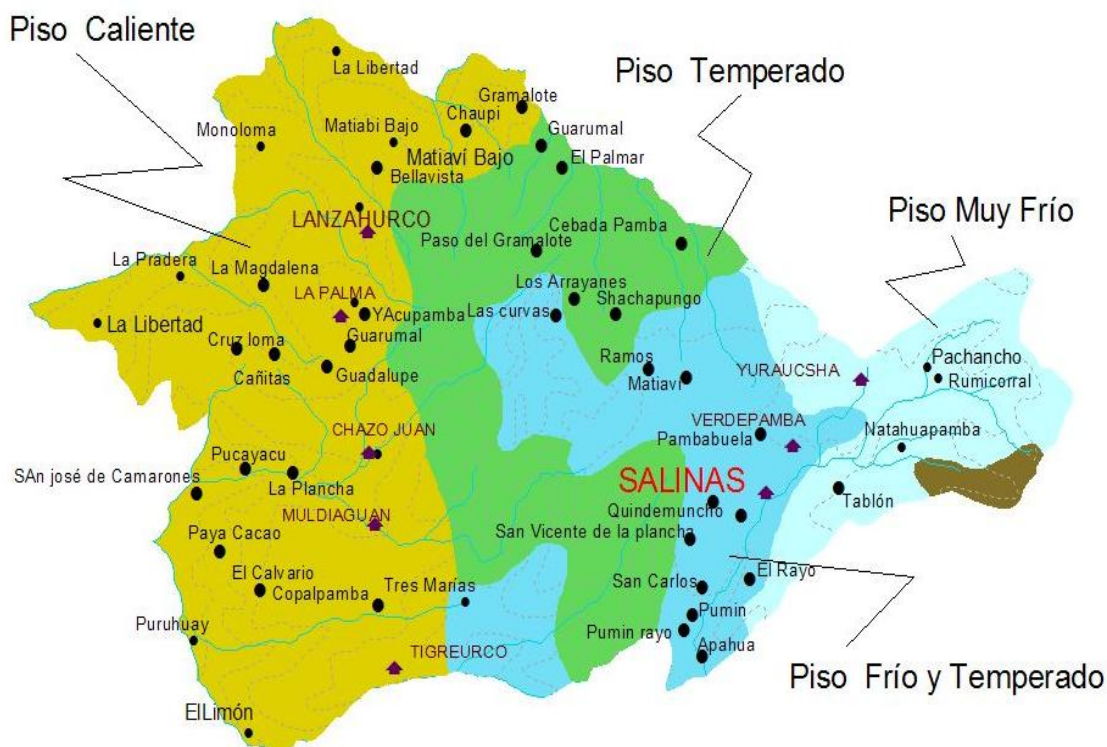 Piso Caliente
La Libertad
Piso Temperado
Gramalote
Chaupi
Monoloma
Matiabi Bajo
Guarumal
Matiaví Bajo
El Palmar
Bellavista
Piso Muy Frío
LANZAHURCO
Cebada Pamba
Paso del Gramalote
La Pradera
La Magdalena
Los Arrayanes
LA PALMA
Shachapungo
La Libertad
YAcupamba
Las curvas
Cruz loma
Guarumal
Cañitas
Guadalupe
Ramos
Matiaví
YURAUCSHA
Pachancho
Rumicorral
CHAZO JUAN
VERDEPAMBA
Pambabuela
Natahuapamba
Pucayacu
SAn josé de Camarones
La Plancha
SALINAS
Tablón
MULDIAGUAN
Quindemuncho
San Vicente de la plancha
Paya Cacao
El Calvario
Copalpamba
Tres Marías
San Carlos
El Rayo
Puruhuay
Pumin
Pumin rayo
Apahua
TIGREURCO
Piso Frío y Temperado
ElLimón